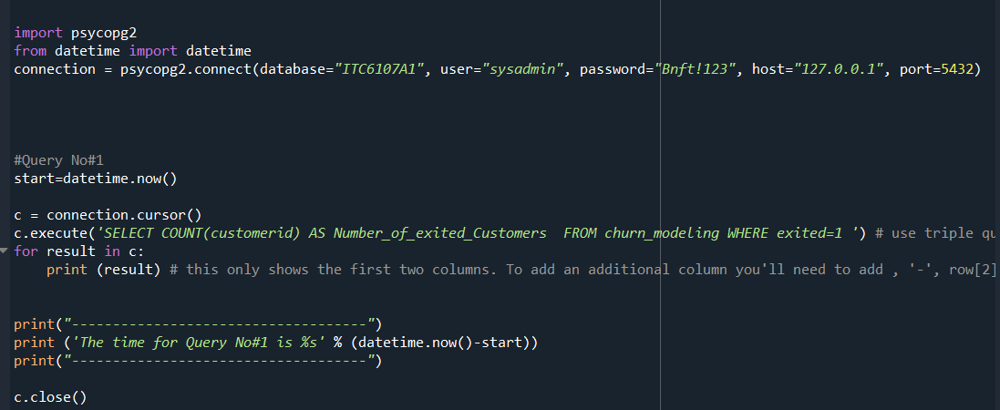 import psycopg2
from datetime import datetime
connection = psycopg2.connect(database="ITC6107A1", user="sysadmin", password="Bnft!123", host="127.0.0.1", port=5432)
#Query No#1
start=datetime.now()
c = connection.cursor()
c.execute('SELECT COUNT(customerid) AS Number_of_exited_Customers  FROM churn_modeling WHERE exited=1 ') # use triple qu
for result in c:
    print (result) # this only shows the first two columns. To add an additional column you'll need to add , '-', row[2]
print("------------------------------------")
print ('The time for Query No#1 is %s' % (datetime.now()-start))
print("------------------------------------")
c.close()